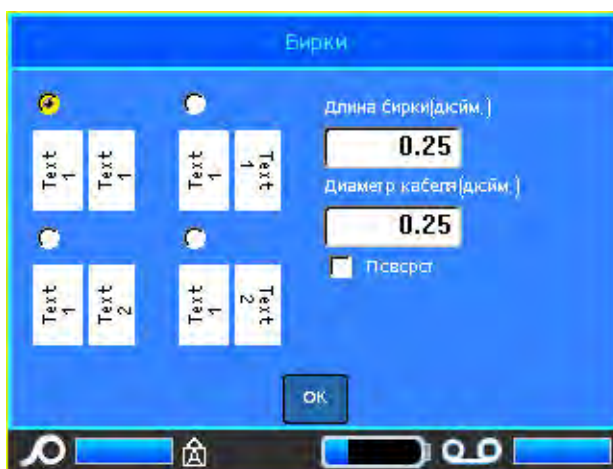 Бирки
Длина бирки(дюйм.)
0.25
Диаметр кабеля(дюйм.)
0.25
Поворот
Text 1
Text 1
Text 1
Text 1
Text 1
Text 2
Text 1
Text 2
OK
A